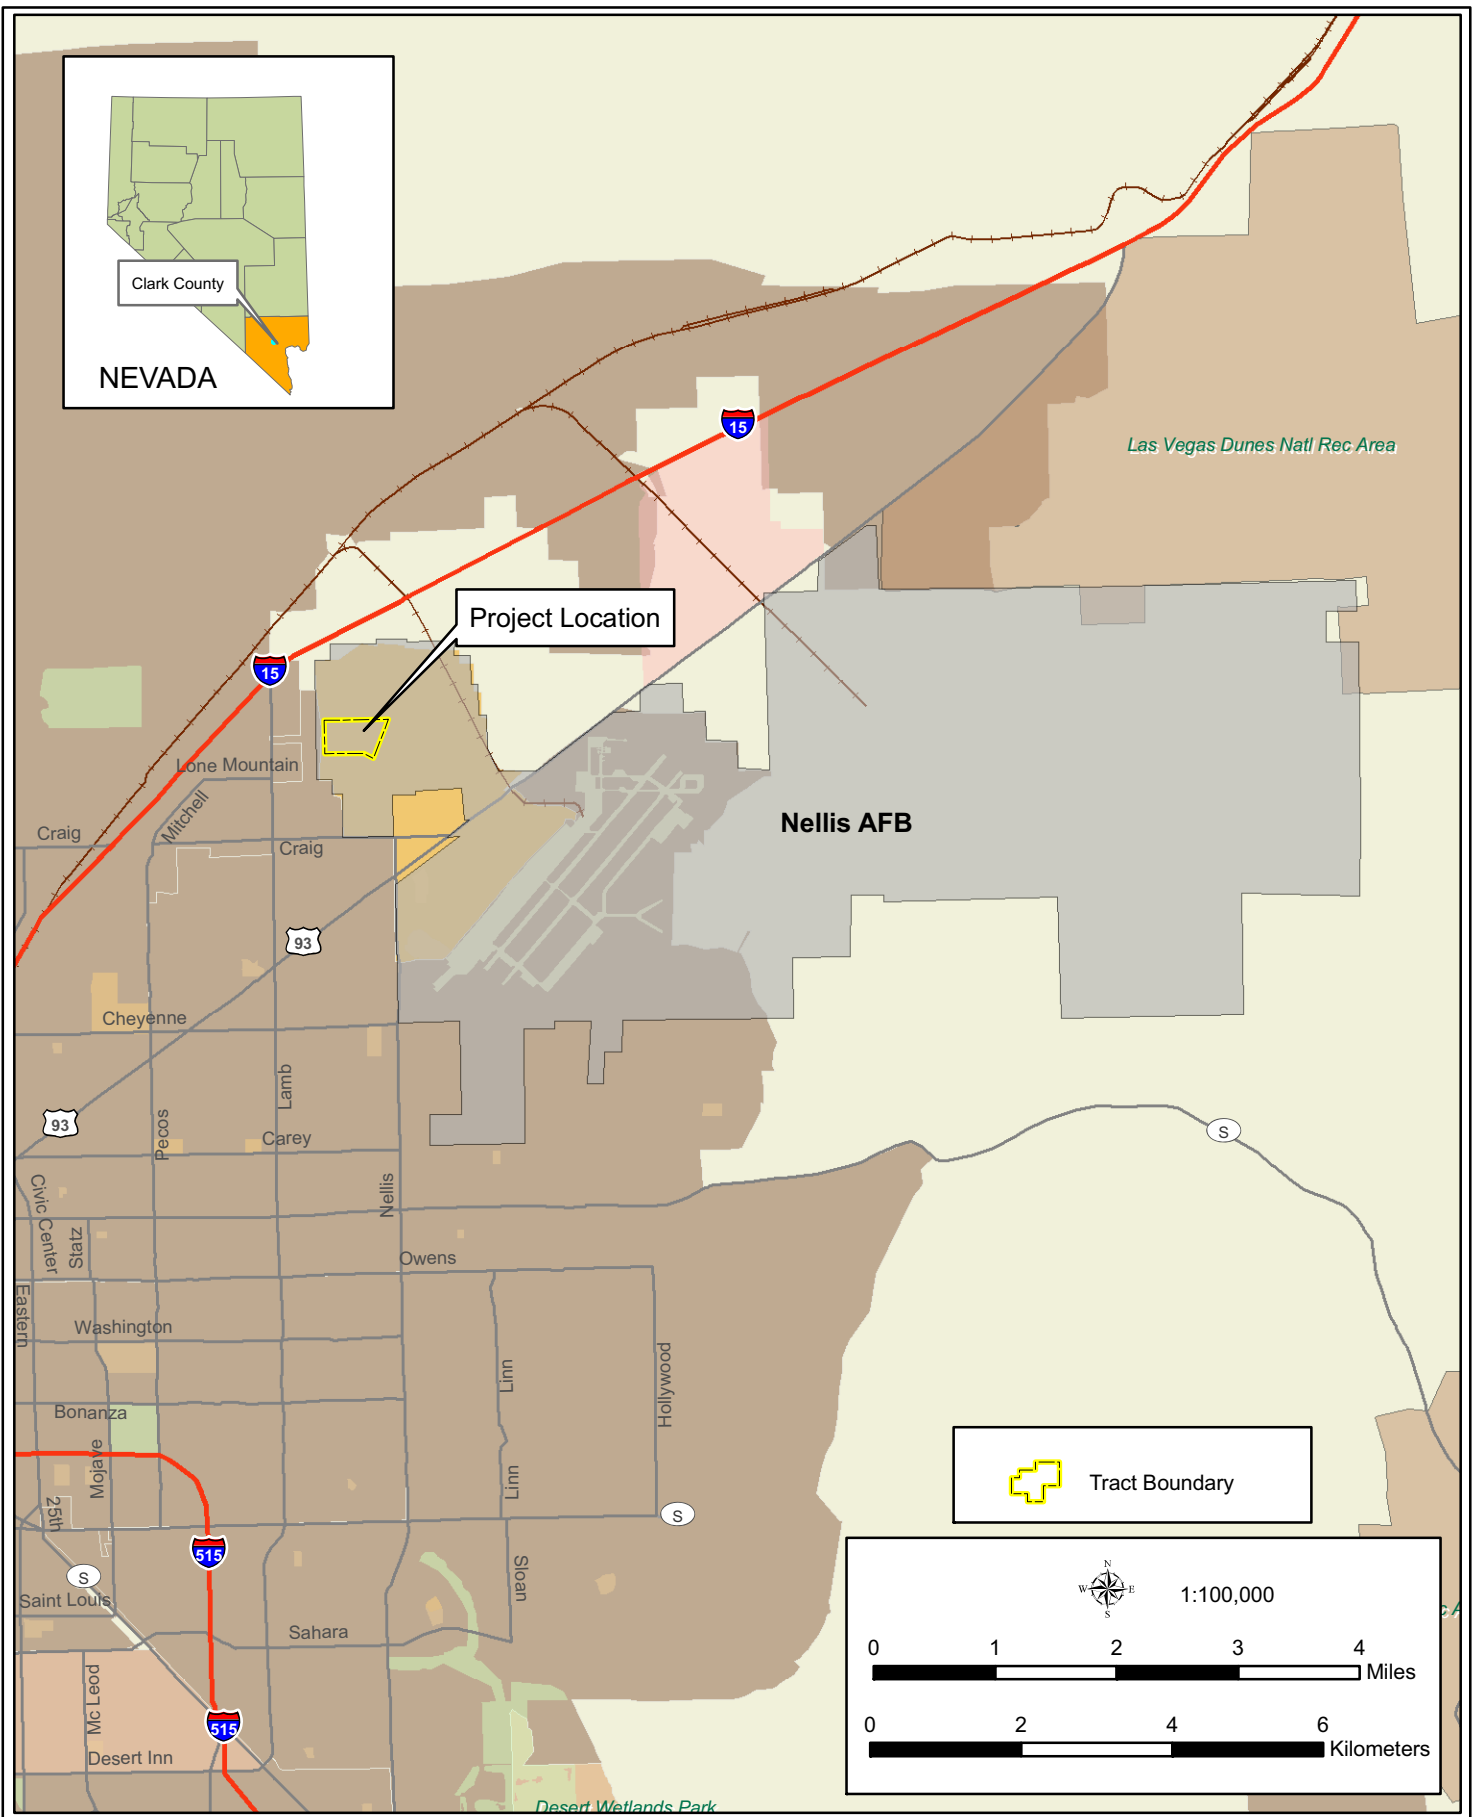 Clark County
NEVADA
15
Las Vegas Dunes Natl Rec Area
Project Location
15
Lone Mountain
Mitchell
Craig
Craig
Nellis AFB
93
Cheyenne
Lamb
93
Pecos
Carey
S
Civic Center
Statz
Nellis
Owens
Eastern
Washington
Linn
Hollywood
Bonanza
Mojave
Linn
25th
S
Tract Boundary
515
S
Sloan
Saint Louis
Sahara
N
W
E
S
1:100,000
0 1 2 3 4
Miles
Mc Leod
515
0 2 4 6
Kilometers
Desert Inn
Desert Wetlands Park